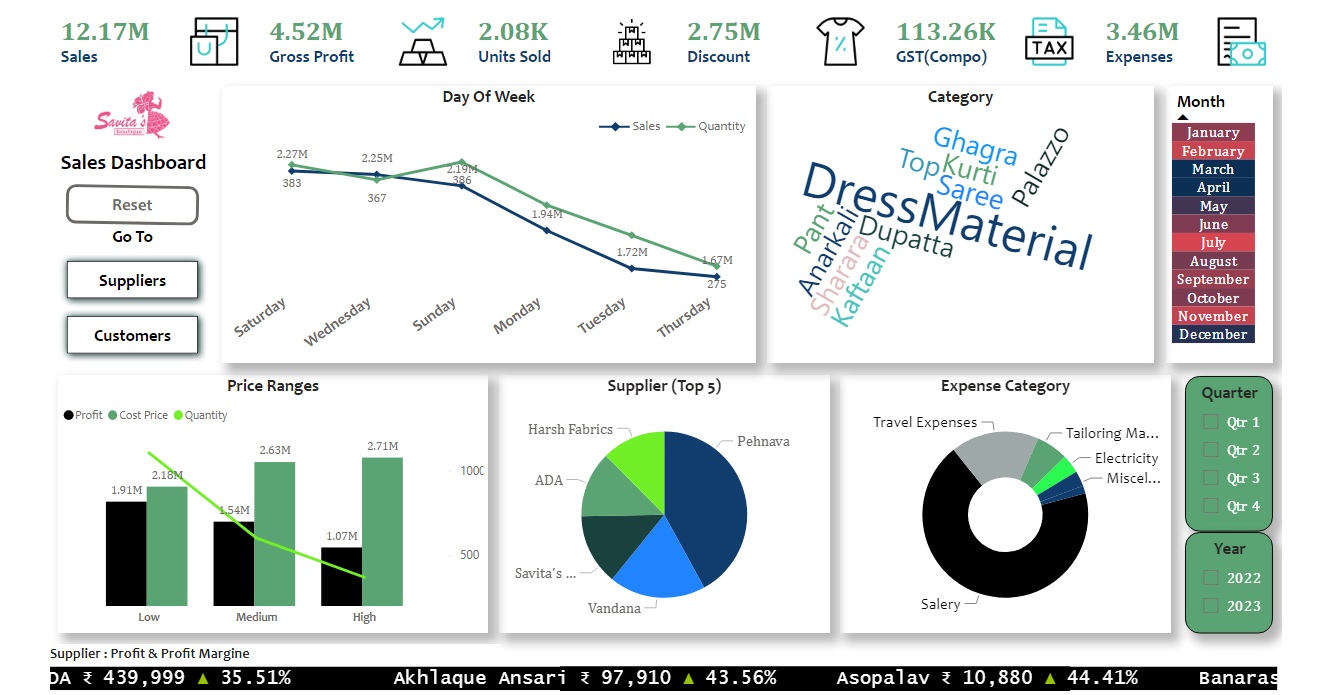 12.17M
Sales
4.52M
Gross Profit
2.08K
Units Sold
2.75M
Discount
113.26K
GST(Compo)
TAX
3.46M
Expenses
Savita's
boutique
Sales Dashboard
Reset
Go To
Suppliers
Customers
Day Of Week
Sales
Quantity
2.27M
2.25M
2.19M
1.94M
1.72M
1.67M
383
367
386
275
Saturday
Wednesday
Sunday
Monday
Tuesday
Thursday
Category
Ghagra
Palazzo
Top
Kurti
Saree
DressMaterial
Pant
Anarkali
Dupatta
Sharara
Kaftaan
Month
January
February
March
April
May
June
July
August
September
October
November
December
Price Ranges
Profit
Cost Price
Quantity
1.91M
2.18M
1.54M
2.63M
1.07M
2.71M
1000
500
Low
Medium
High
Supplier (Top 5)
Harsh Fabrics
Pehnava
ADA
Savita's ...
Vandana
Expense Category
Travel Expenses
Tailoring Ma...
Electricity
Miscel...
Salery
Quarter
Qtr 1
Qtr 2
Qtr 3
Qtr 4
Year
2022
2023
Supplier : Profit & Profit Margine
DA ₹ 439,999 ▲ 35.51% Akhlaque Ansari ₹ 97,910 ▲ 43.56% Asopalav ₹ 10,880 ▲ 44.41% Banaras